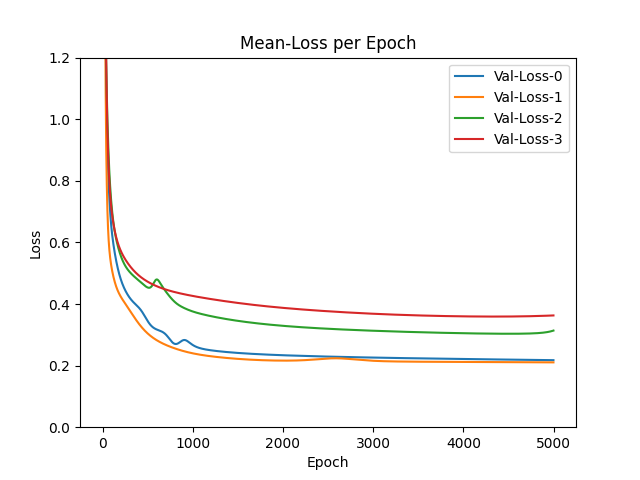 Mean-Loss per Epoch
Val-Loss-0
Val-Loss-1
Val-Loss-2
Val-Loss-3
Loss
1.2
1.0
0.8
0.6
0.4
0.2
0.0
0 1000 2000 3000 4000 5000
Epoch